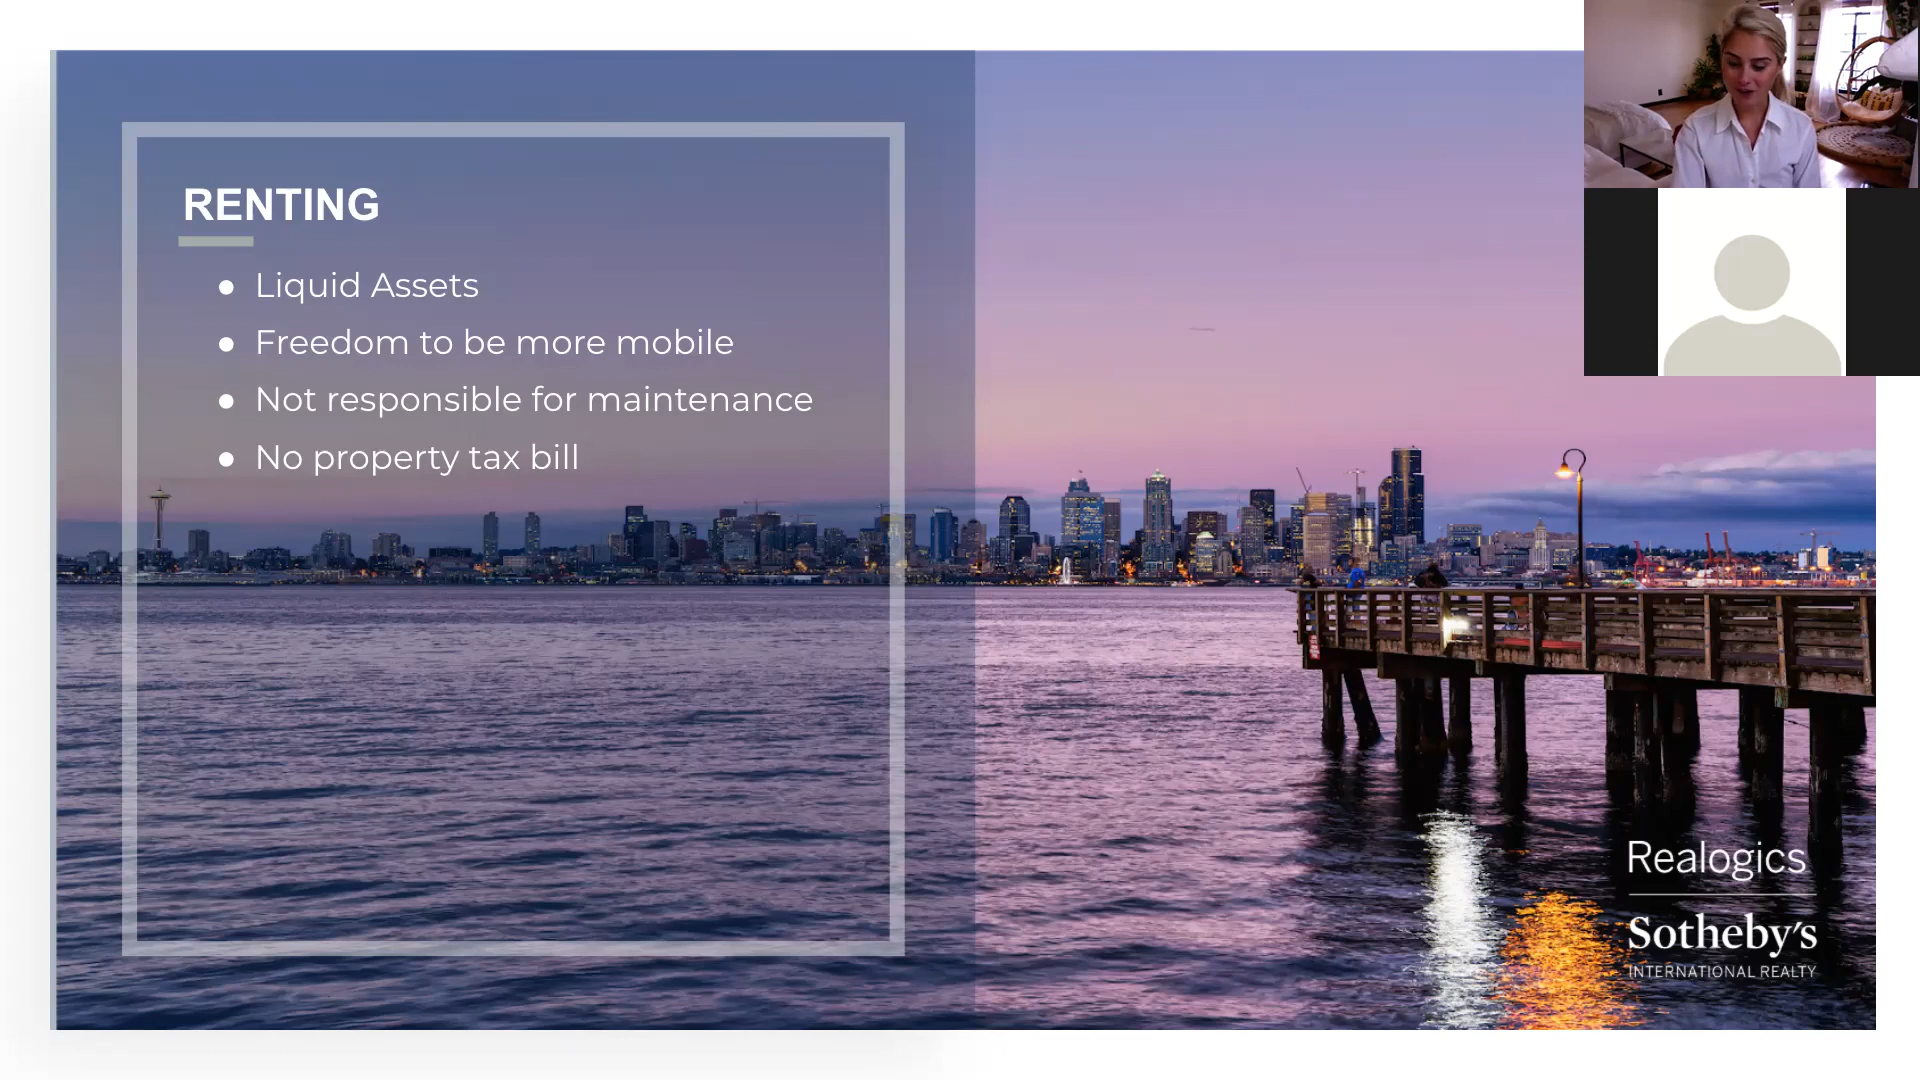 RENTING
Liquid Assets
Freedom to be more mobile
Not responsible for maintenance
No property tax bill
Realogics
Sotheby's
INTERNATIONAL REALTY